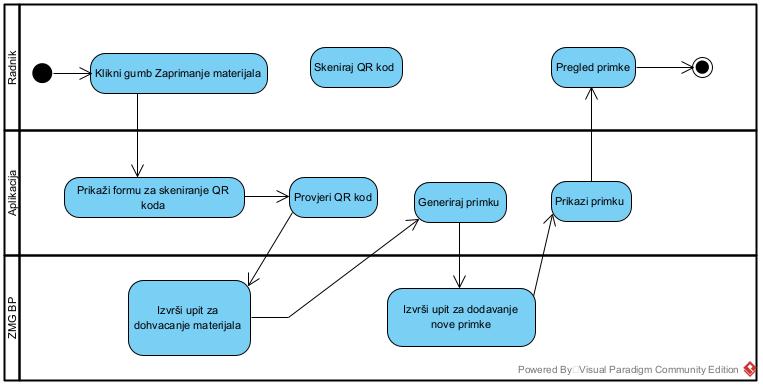 Radnik
Klikni gumb Zaprimanje materijala
Skeniraj QR kod
Pregled primke
Aplikacija
Prikaži formu za skeniranje QR
koda
Provjeri QR kod
Generiraj primku
Prikazi primku
ZMG BP
Izvrši upit za
dohvacanje materijala
Izvrši upit za dodavanje
nove primke
Powered By Visual Paradigm Community Edition